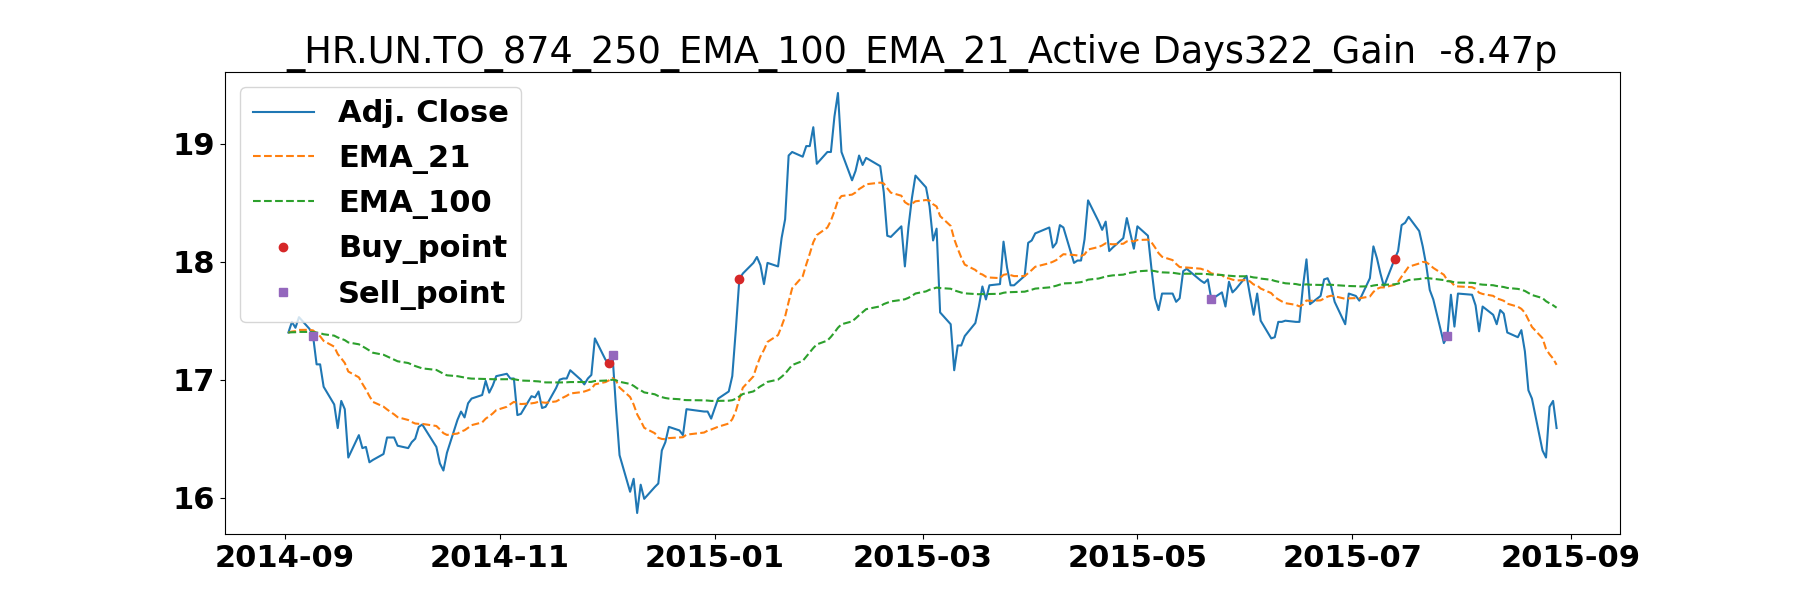 _HR.UN.TO_874_250_EMA_100_EMA_21_Active Days322_Gain  -8.47p
Adj. Close
EMA_21
EMA_100
Buy_point
Sell_point
19
18
17
16
2014-09 2014-11 2015-01 2015-03 2015-05 2015-07 2015-09